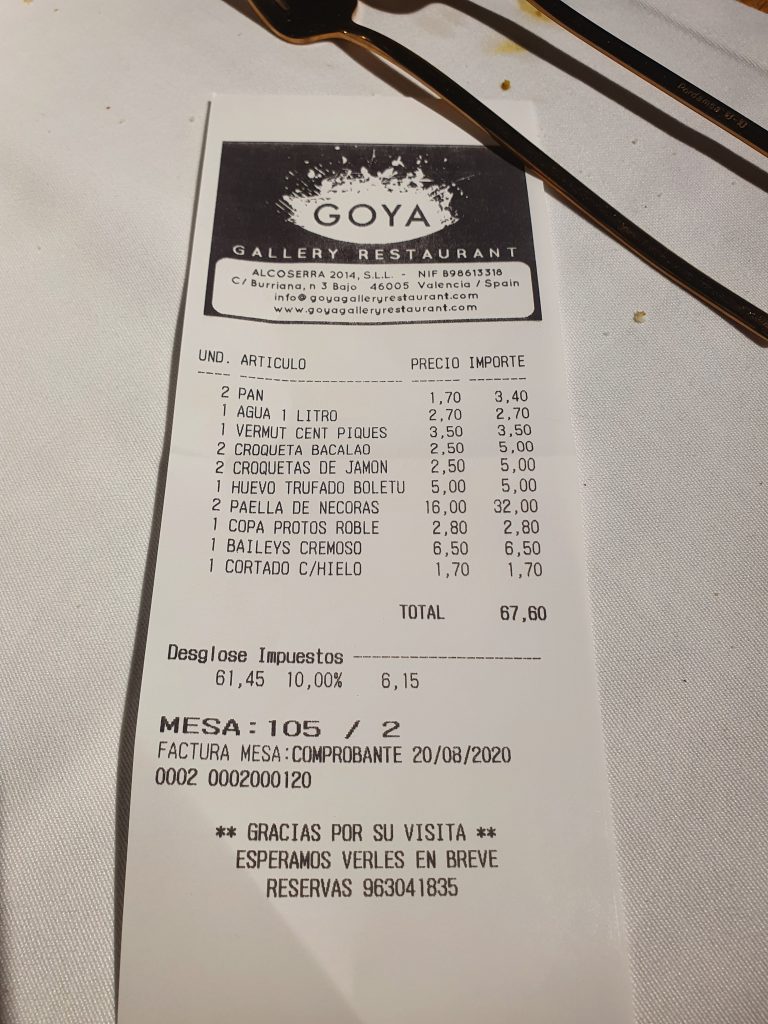 GOYA
GALLERY RESTAURANT
ALCOSERRA 2014, S.L.L. - NIF B98613318
C/ Burriana, n 3 Bajo 46005 Valencia / Spain
info@goyagalleryrestaurant.com
www.goyagalleryrestaurant.com
UND. ARTICULO PRECIO IMPORTE
2 PAN 1,70 3,40
1 AGUA 1 LITRO 2,70 2,70
1 VERMUT CENT PIQUES 3,50 3,50
2 CROQUETA BACALAO 2,50 5,00
2 CROQUETAS DE JAMON 2,50 5,00
1 HUEVO TRUFADO BOLETU 5,00 5,00
2 PAELLA DE NECORAS 16,00 32,00
1 COPA PROTOS ROBLE 2,80 2,80
1 BAILEYS CREMOSO 6,50 6,50
1 CORTADO C/HIELO 1,70 1,70
TOTAL 67,60
Desglose Impuestos
61,45 10,00% 6,15
MESA: 105 / 2
FACTURA MESA:COMPROBANTE 20/08/2020
0002 0002000120
** GRACIAS POR SU VISITA **
ESPERAMOS VERLES EN BREVE
RESERVAS 963041835